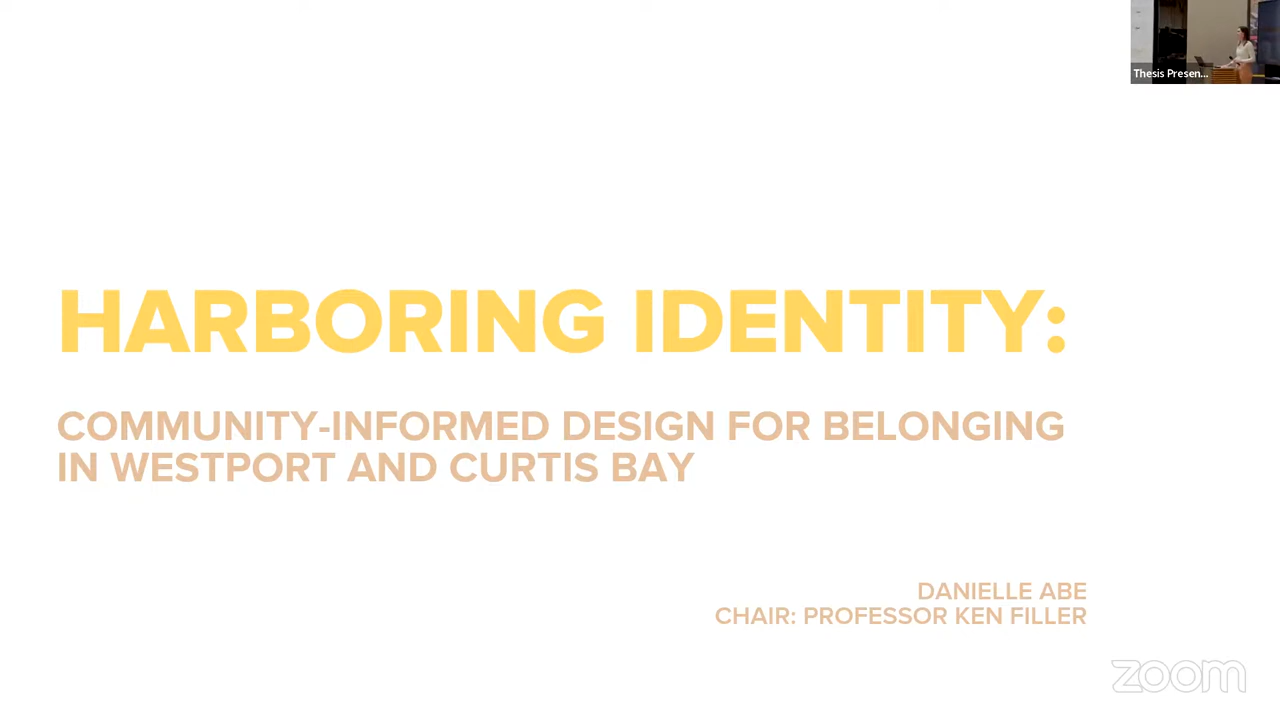 Thesis Presen...
HARBORING IDENTITY:
COMMUNITY-INFORMED DESIGN FOR BELONGING
IN WESTPORT AND CURTIS BAY
DANIELLE ABE
CHAIR: PROFESSOR KEN FILLER
zoom